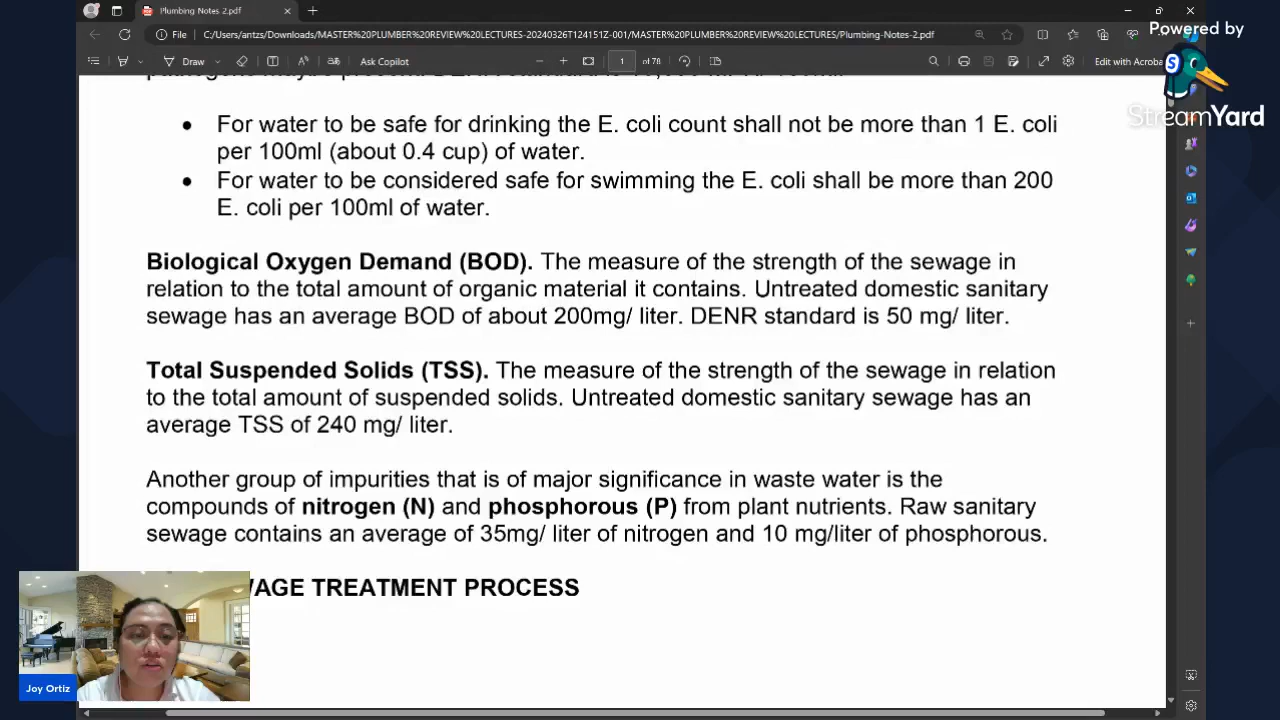 Plumbing Notes 2.pdf
Powered by
StreamYard
File C:/Users/antzs/Downloads/MASTER%20PLUMBER%20REVIEW%20LECTURES-20240326T124151Z-001/MASTER%20PLUMBER%20REVIEW%20LECTURES/Plumbing-Notes-2.pdf
Draw Ask Copilot 1 of 78 Edit with Acroba
• For water to be safe for drinking the E. coli count shall not be more than 1 E. coli
per 100ml (about 0.4 cup) of water.
• For water to be considered safe for swimming the E. coli shall be more than 200
E. coli per 100ml of water.
Biological Oxygen Demand (BOD). The measure of the strength of the sewage in
relation to the total amount of organic material it contains. Untreated domestic sanitary
sewage has an average BOD of about 200mg/ liter. DENR standard is 50 mg/ liter.
Total Suspended Solids (TSS). The measure of the strength of the sewage in relation
to the total amount of suspended solids. Untreated domestic sanitary sewage has an
average TSS of 240 mg/ liter.
Another group of impurities that is of major significance in waste water is the
compounds of nitrogen (N) and phosphorous (P) from plant nutrients. Raw sanitary
sewage contains an average of 35mg/ liter of nitrogen and 10 mg/liter of phosphorous.
WAGE TREATMENT PROCESS
Joy Ortiz